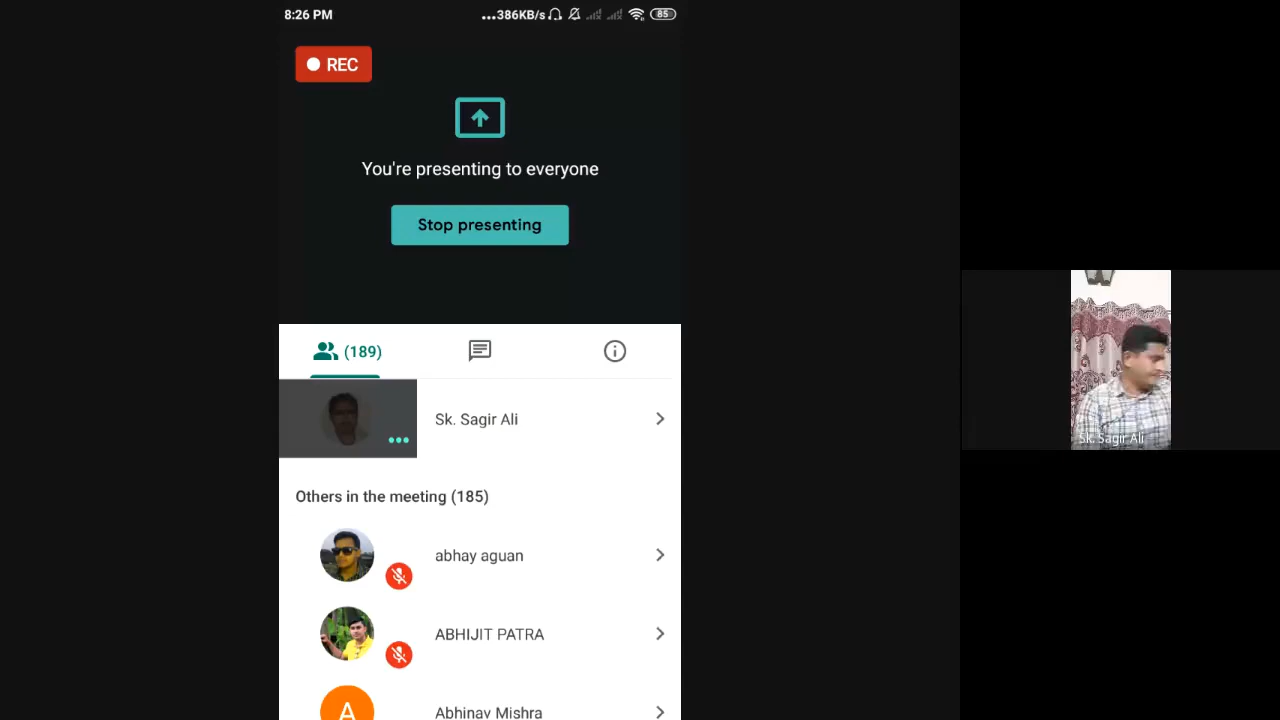 8:26 PM
...386KB/s
85
REC
You're presenting to everyone
Stop presenting
(189)
Sk. Sagir Ali
Others in the meeting (185)
abhay aguan
ABHIJIT PATRA
A
Abhinav Mishra
Sk. Sagir Ali